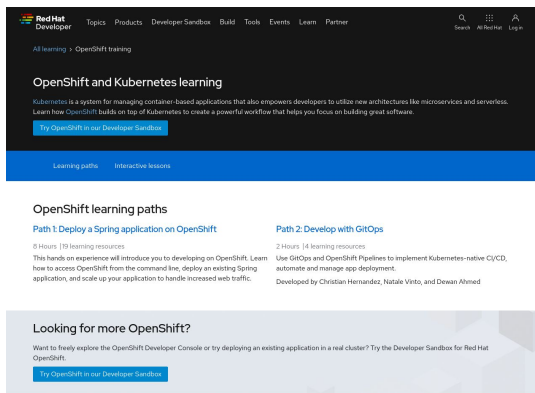 Red Hat
Developer
Topics Products Developer Sandbox Build Tools Events Learn Partner
Search All Red Hat Log in
All learning > OpenShift training
OpenShift and Kubernetes learning
Kubernetes is a system for managing container-based applications that also empowers developers to utilize new architectures like microservices and serverless.
Learn how OpenShift builds on top of Kubernetes to create a powerful workflow that helps you focus on building great software.
Try OpenShift in our Developer Sandbox
Learning paths Interactive lessons
OpenShift learning paths
Path 1: Deploy a Spring application on OpenShift
8 Hours | 19 learning resources
This hands on experience will introduce you to developing on OpenShift. Learn
how to access OpenShift from the command line, deploy an existing Spring
application, and scale up your application to handle increased web traffic.
Path 2: Develop with GitOps
2 Hours | 4 learning resources
Use GitOps and OpenShift Pipelines to implement Kubernetes-native CI/CD,
automate and manage app deployment.
Developed by Christian Hernandez, Natale Vinto, and Dewan Ahmed
Looking for more OpenShift?
Want to freely explore the OpenShift Developer Console or try deploying an existing application in a real cluster? Try the Developer Sandbox for Red Hat
OpenShift.
Try OpenShift in our Developer Sandbox